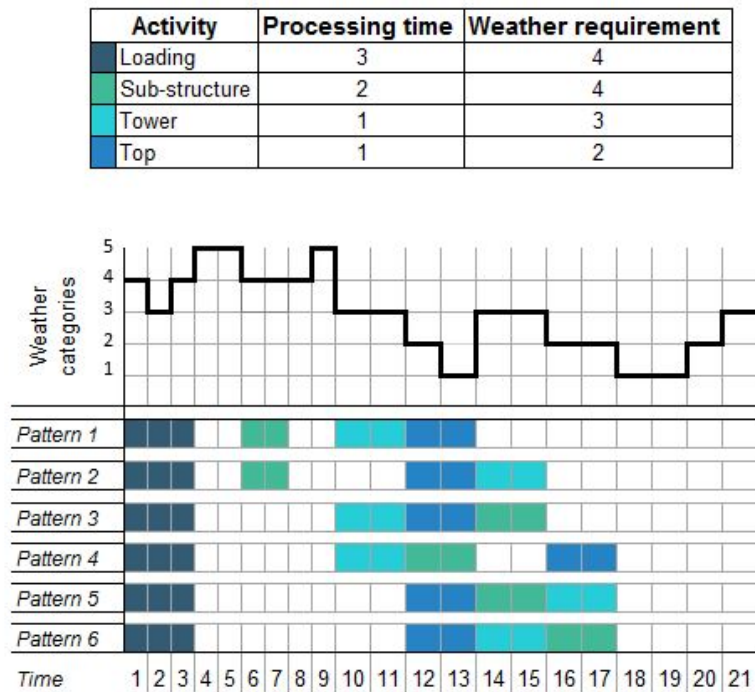 Activity Processing time Weather requirement
Loading 3 4
Sub-structure 2 4
Tower 1 3
Top 1 2
Weather categories
5
4
3
2
1
Pattern 1
Pattern 2
Pattern 3
Pattern 4
Pattern 5
Pattern 6
Time 1 2 3 4 5 6 7 8 9 10 11 12 13 14 15 16 17 18 19 20 21